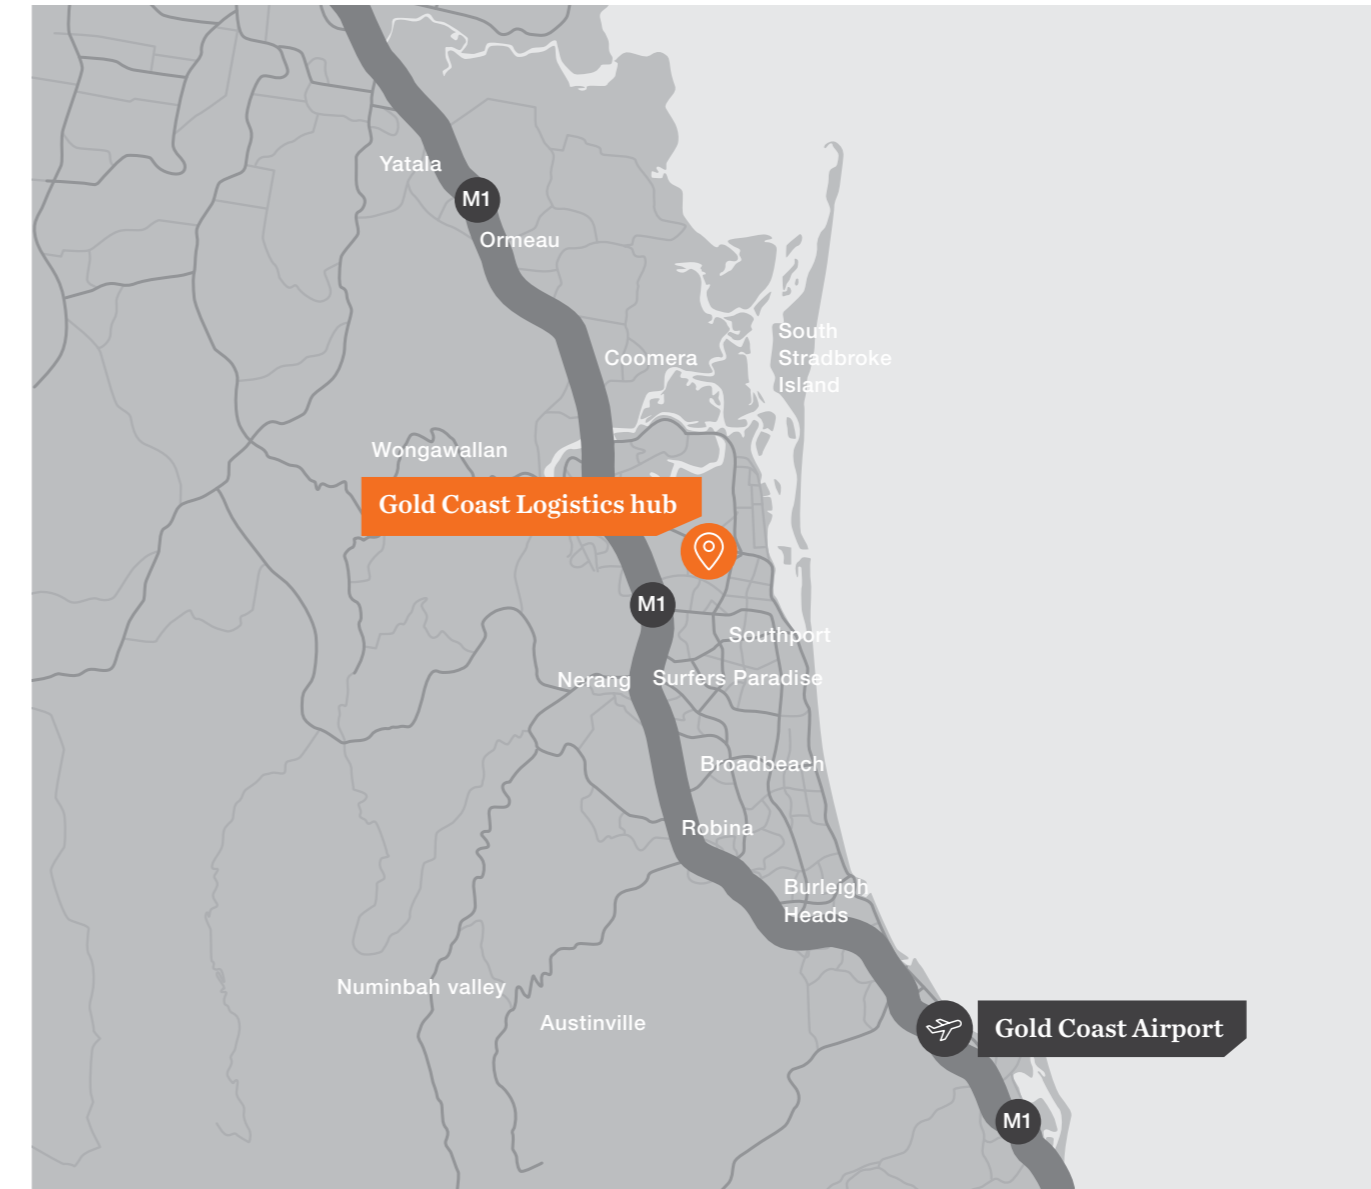 Yatala
M1
Ormeau
South
Stradbroke
Island
Coomera
Wongawallan
Gold Coast Logistics hub
M1
Southport
Nerang
Surfers Paradise
Broadbeach
Robina
Burleigh
Heads
Numinbah valley
Austinville
Gold Coast Airport
M1